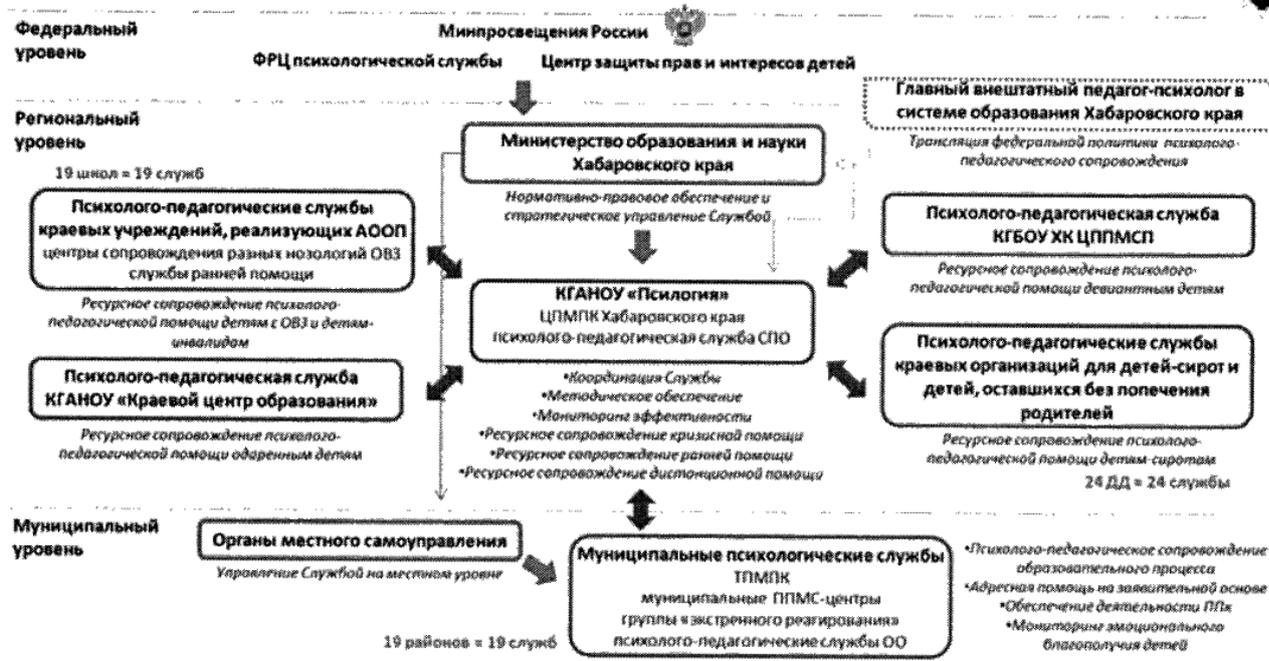 Федеральный
уровень
Минпросвещения России
ФРЦ психологической службы
Центр защиты прав и интересов детей
Главный внештатный педагог-психолог в
системе образования Хабаровского края
Трансляция федеральной политики психолого-
педагогического сопровождения
Региональный
уровень
Министерство образования и науки
Хабаровского края
Нормативно-правовое обеспечение и
стратегическое управление Службой
19 школ = 19 служб
Психолого-педагогические службы
краевых учреждений, реализующих АООП
центры сопровождения разных нозологий ОВЗ
службы ранней помощи
Ресурсное сопровождение психолого-
педагогической помощи детям с ОВЗ и детям-
инвалидам
Психолого-педагогическая служба
КГАНОУ «Краевой центр образования»
Ресурсное сопровождение психолого-
педагогической помощи одаренным детям
КГАНОУ «Псилогия»
ЦПМПК Хабаровского края
психолого-педагогическая служба СПО
•Координация Службы
•Методическое обеспечение
•Мониторинг эффективности
•Ресурсное сопровождение кризисной помощи
•Ресурсное сопровождение ранней помощи
•Ресурсное сопровождение дистанционной помощи
Психолого-педагогическая служба
КГБОУ ХК ЦППМСП
Ресурсное сопровождение психолого-
педагогической помощи девиантным детям
Психолого-педагогические службы
краевых организаций для детей-сирот и
детей, оставшихся без попечения
родителей
Ресурсное сопровождение психолого-
педагогической помощи детям-сиротам
24 ДД = 24 службы
Муниципальный
уровень
Органы местного самоуправления
Управление Службой на местном уровне
19 районов = 19 служб
Муниципальные психологические службы
ТПМПК
муниципальные ППМС-центры
группы «экстренного реагирования»
психолого-педагогические службы ОО
•Психолого-педагогическое сопровождение
образовательного процесса
•Адресная помощь на заявительной основе
•Обеспечение деятельности ППк
•Мониторинг эмоционального
благополучия детей